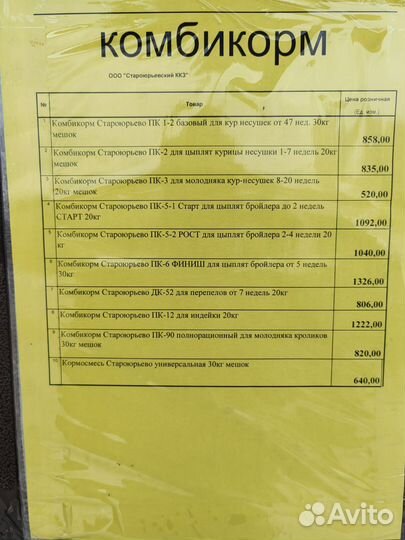 комбикорм
ООО "Староюрьевский ККЗ"
№ Товар Цена розничная
(Ед. изм.)
1 Комбикорм Староюрьево ПК 1-2 базовый для кур несушек от 47 нед. 30кг
мешок 858,00
2 Комбикорм Староюрьево ПК-2 для цыплят курицы несушки 1-7 недель 20кг
мешок 835,00
3 Комбикорм Староюрьево ПК-3 для молодняка кур-несушек 8-20 недель
20кг мешок 520,00
4 Комбикорм Староюрьево ПК-5-1 Старт для цыплят бройлера до 2 недель
СТАРТ 20кг 1092,00
5 Комбикорм Староюрьево ПК-5-2 РОСТ для цыплят бройлера 2-4 недели 20
кг 1040,00
6 Комбикорм Староюрьево ПК-6 ФИНИШ для цыплят бройлера от 5 недель
30кг 1326,00
7 Комбикорм Староюрьево ДК-52 для перепелов от 7 недель 20кг
806,00
8 Комбикорм Староюрьево ПК-12 для индейки 20кг
1222,00
9 Комбикорм Староюрьево ПК-90 полнорационный для молодняка кроликов
30кг мешок 820,00
10 Кормосмесь Староюрьево универсальная 30кг мешок
640,00
Avito